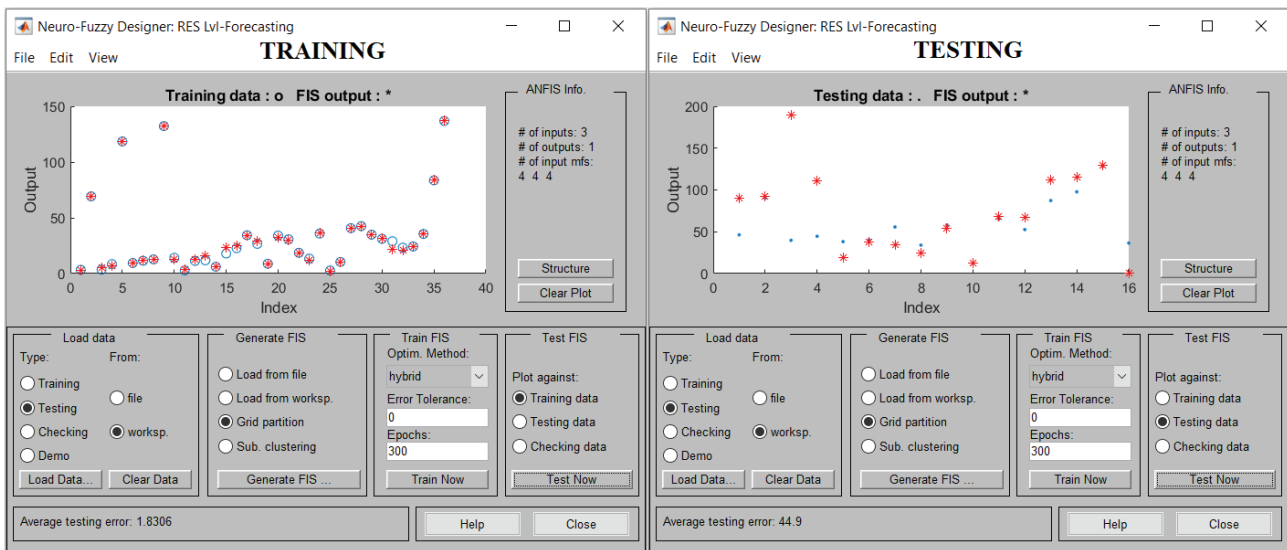 Neuro-Fuzzy Designer: RES Lvl-Forecasting
File Edit View
TRAINING
Training data : o   FIS output : *
150
100
50
0
Output
0 5 10 15 20 25 30 35 40
Index
ANFIS Info.
# of inputs: 3
# of outputs: 1
# of input mfs:
4 4 4
Structure
Clear Plot
Load data
Type: From:
Training
Testing
Checking
Demo
file
worksp.
Load Data... Clear Data
Generate FIS
Load from file
Load from worksp.
Grid partition
Sub. clustering
Generate FIS ...
Train FIS
Optim. Method:
hybrid
Error Tolerance:
0
Epochs:
300
Train Now
Test FIS
Plot against:
Training data
Testing data
Checking data
Test Now
Average testing error: 1.8306
Help Close
Neuro-Fuzzy Designer: RES Lvl-Forecasting
File Edit View
TESTING
Testing data : .   FIS output : *
200
150
100
50
0
Output
0 2 4 6 8 10 12 14 16
Index
ANFIS Info.
# of inputs: 3
# of outputs: 1
# of input mfs:
4 4 4
Structure
Clear Plot
Load data
Type: From:
Training
Testing
Checking
Demo
file
worksp.
Load Data... Clear Data
Generate FIS
Load from file
Load from worksp.
Grid partition
Sub. clustering
Generate FIS ...
Train FIS
Optim. Method:
hybrid
Error Tolerance:
0
Epochs:
300
Train Now
Test FIS
Plot against:
Training data
Testing data
Checking data
Test Now
Average testing error: 44.9
Help Close